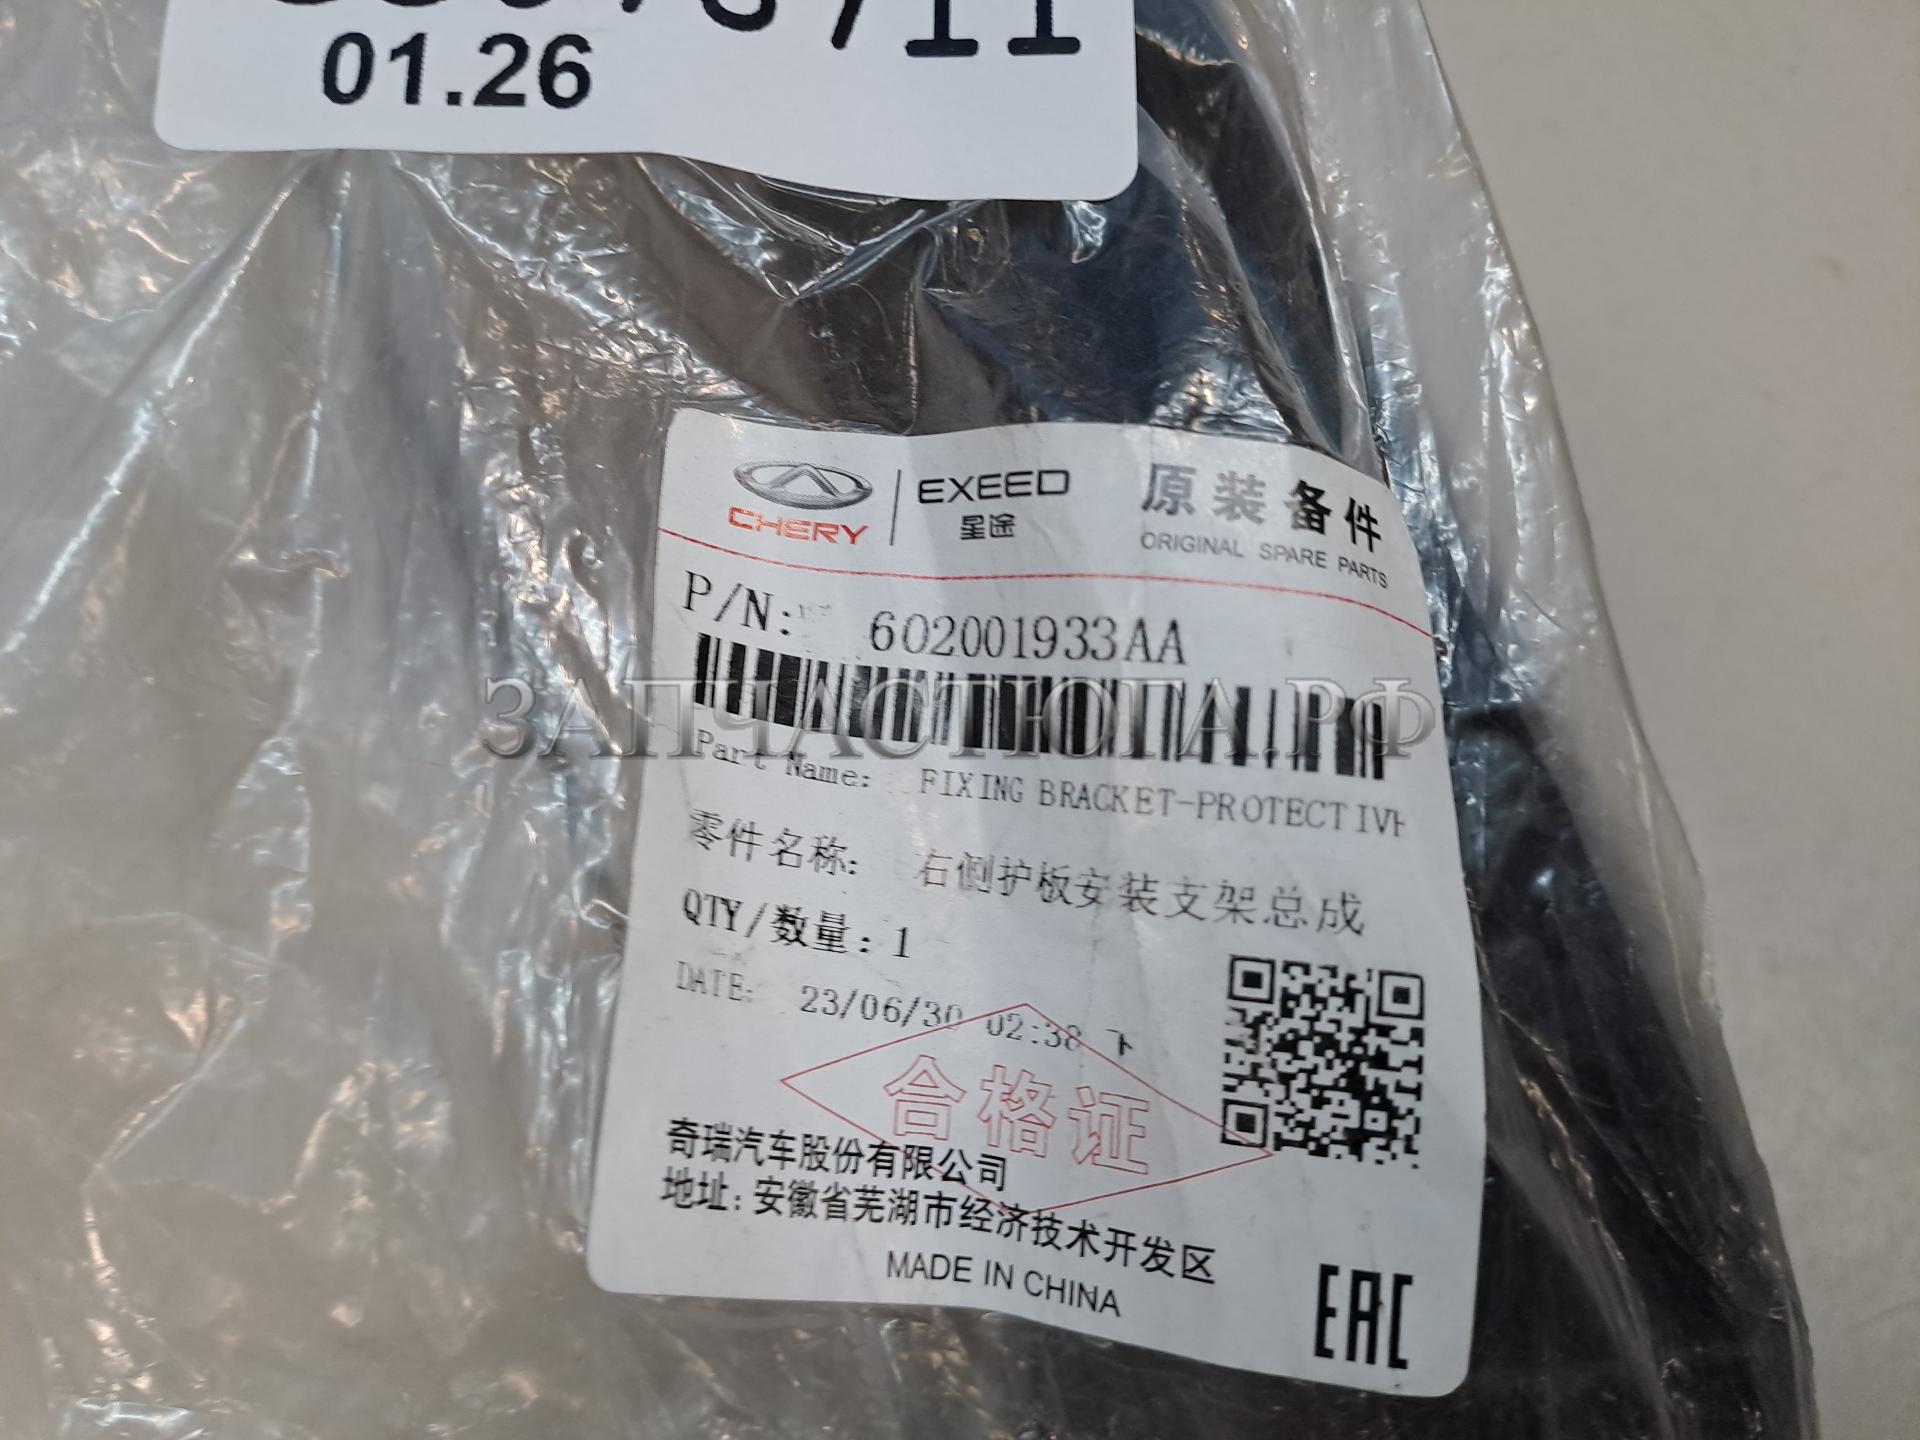 01.26
CHERY
EXEED
星途
原装备件
ORIGINAL SPARE PARTS
P/N: 602001933AA
ЗАПЧАСТЮГА.РФ
Part Name: FIXING BRACKET-PROTECTIV
零件名称: 右侧护板安装支架总成
QTY/数量: 1
DATE: 23/06/30 02:38 下
合格证
奇瑞汽车股份有限公司
地址: 安徽省芜湖市经济技术开发区
MADE IN CHINA
EAC